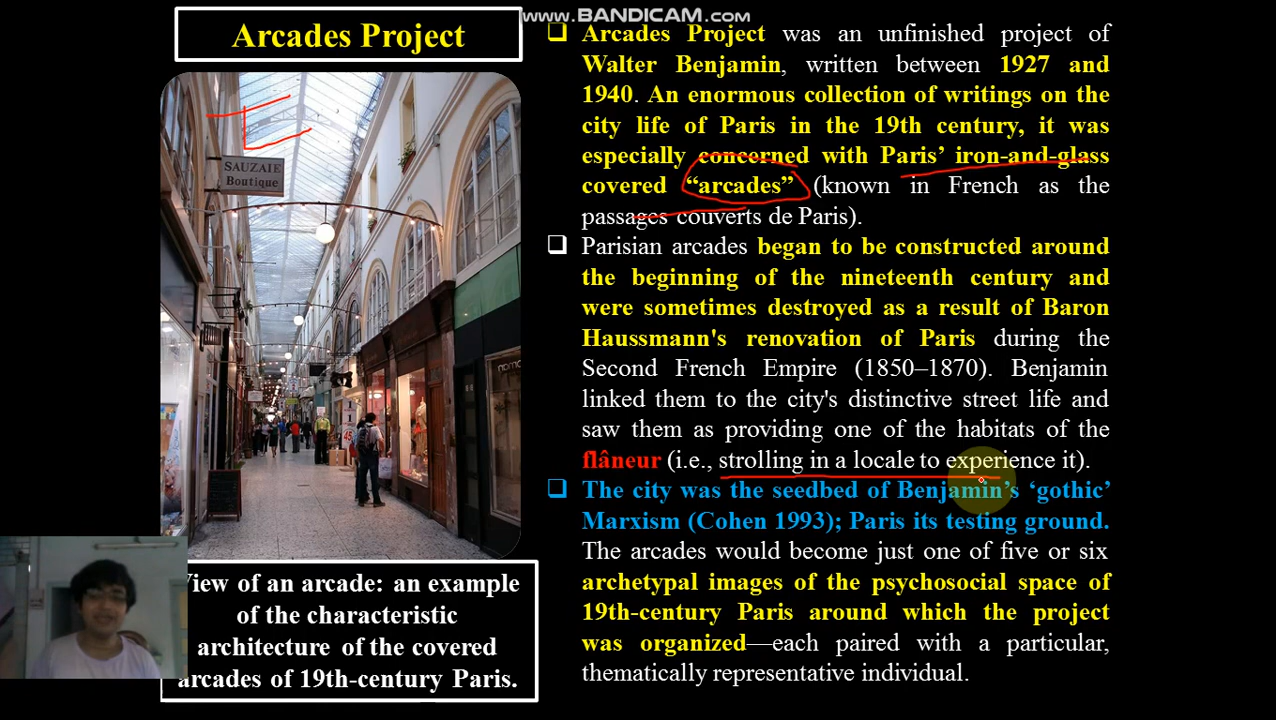 www.BANDICAM.com
Arcades Project
SAUZAIE
Boutique
View of an arcade: an example
of the characteristic
architecture of the covered
arcades of 19th-century Paris.
❑ Arcades Project was an unfinished project of
Walter Benjamin, written between 1927 and
1940. An enormous collection of writings on the
city life of Paris in the 19th century, it was
especially concerned with Paris’ iron-and-glass
covered “arcades” (known in French as the
passages couverts de Paris).
❑ Parisian arcades began to be constructed around
the beginning of the nineteenth century and
were sometimes destroyed as a result of Baron
Haussmann's renovation of Paris during the
Second French Empire (1850–1870). Benjamin
linked them to the city's distinctive street life and
saw them as providing one of the habitats of the
flâneur (i.e., strolling in a locale to experience it).
❑ The city was the seedbed of Benjamin’s ‘gothic’
Marxism (Cohen 1993); Paris its testing ground.
The arcades would become just one of five or six
archetypal images of the psychosocial space of
19th-century Paris around which the project
was organized—each paired with a particular,
thematically representative individual.